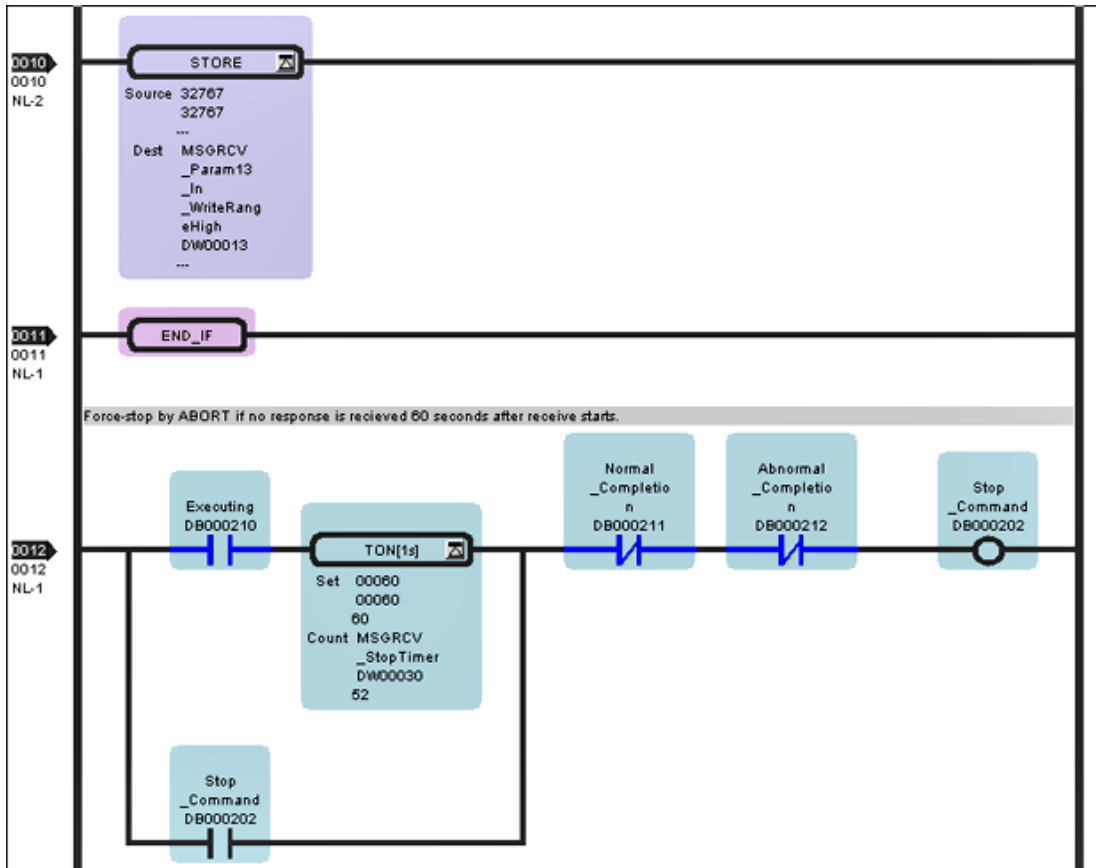 0010
0010
NL-2
STORE
Source 32767
32767
...
Dest MSGRCV
_Param13
_In
_WriteRang
eHigh
DW00013
...
0011
0011
NL-1
END_IF
Force-stop by ABORT if no response is recieved 60 seconds after receive starts.
0012
0012
NL-1
Executing
DB000210
TON[1s]
Set 00060
00060
60
Count MSGRCV
_StopTimer
DW00030
52
Normal
_Completio
n
DB000211
Abnormal
_Completio
n
DB000212
Stop
_Command
DB000202
Stop
_Command
DB000202